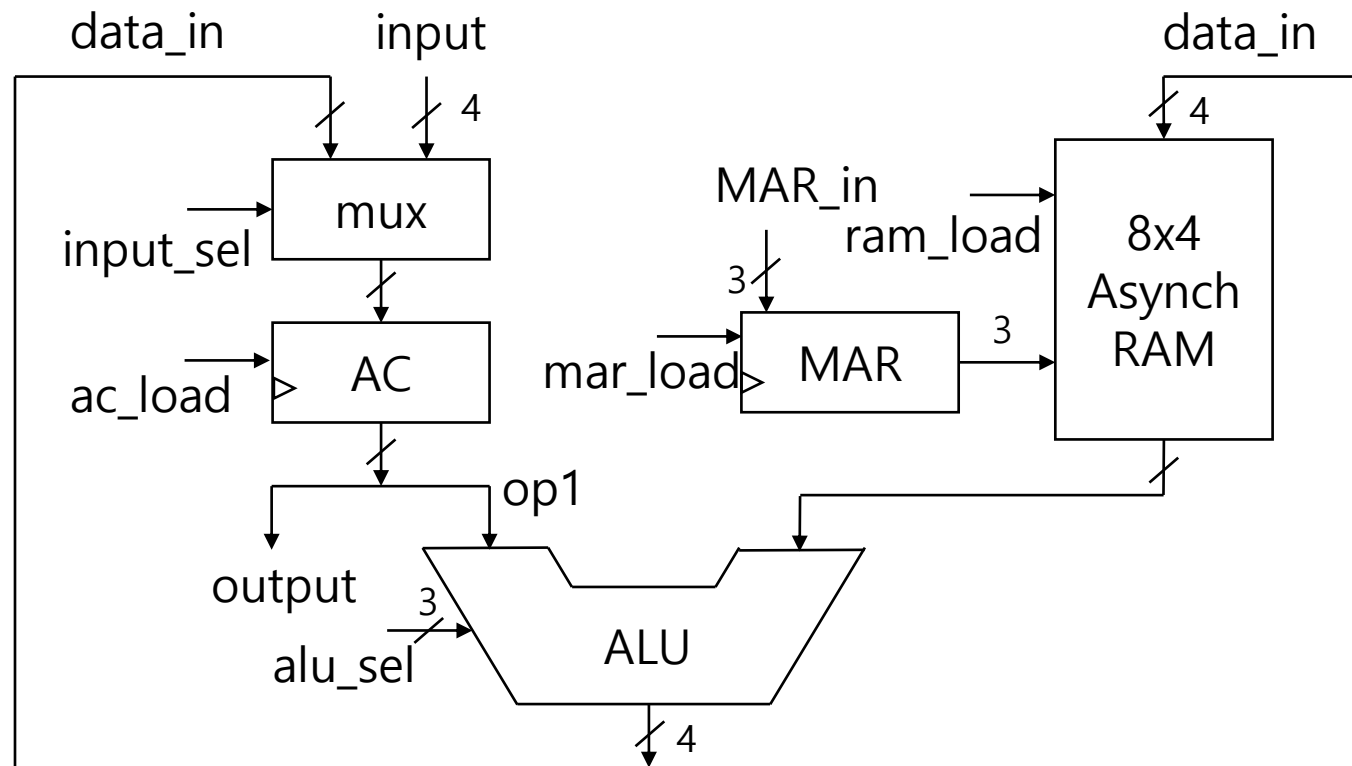 data_in
input
data_in
4
4
mux
MAR_in
input_sel
ram_load
8x4
Asynch
RAM
3
AC
ac_load
mar_load
MAR
3
op1
output
3
alu_sel
ALU
4